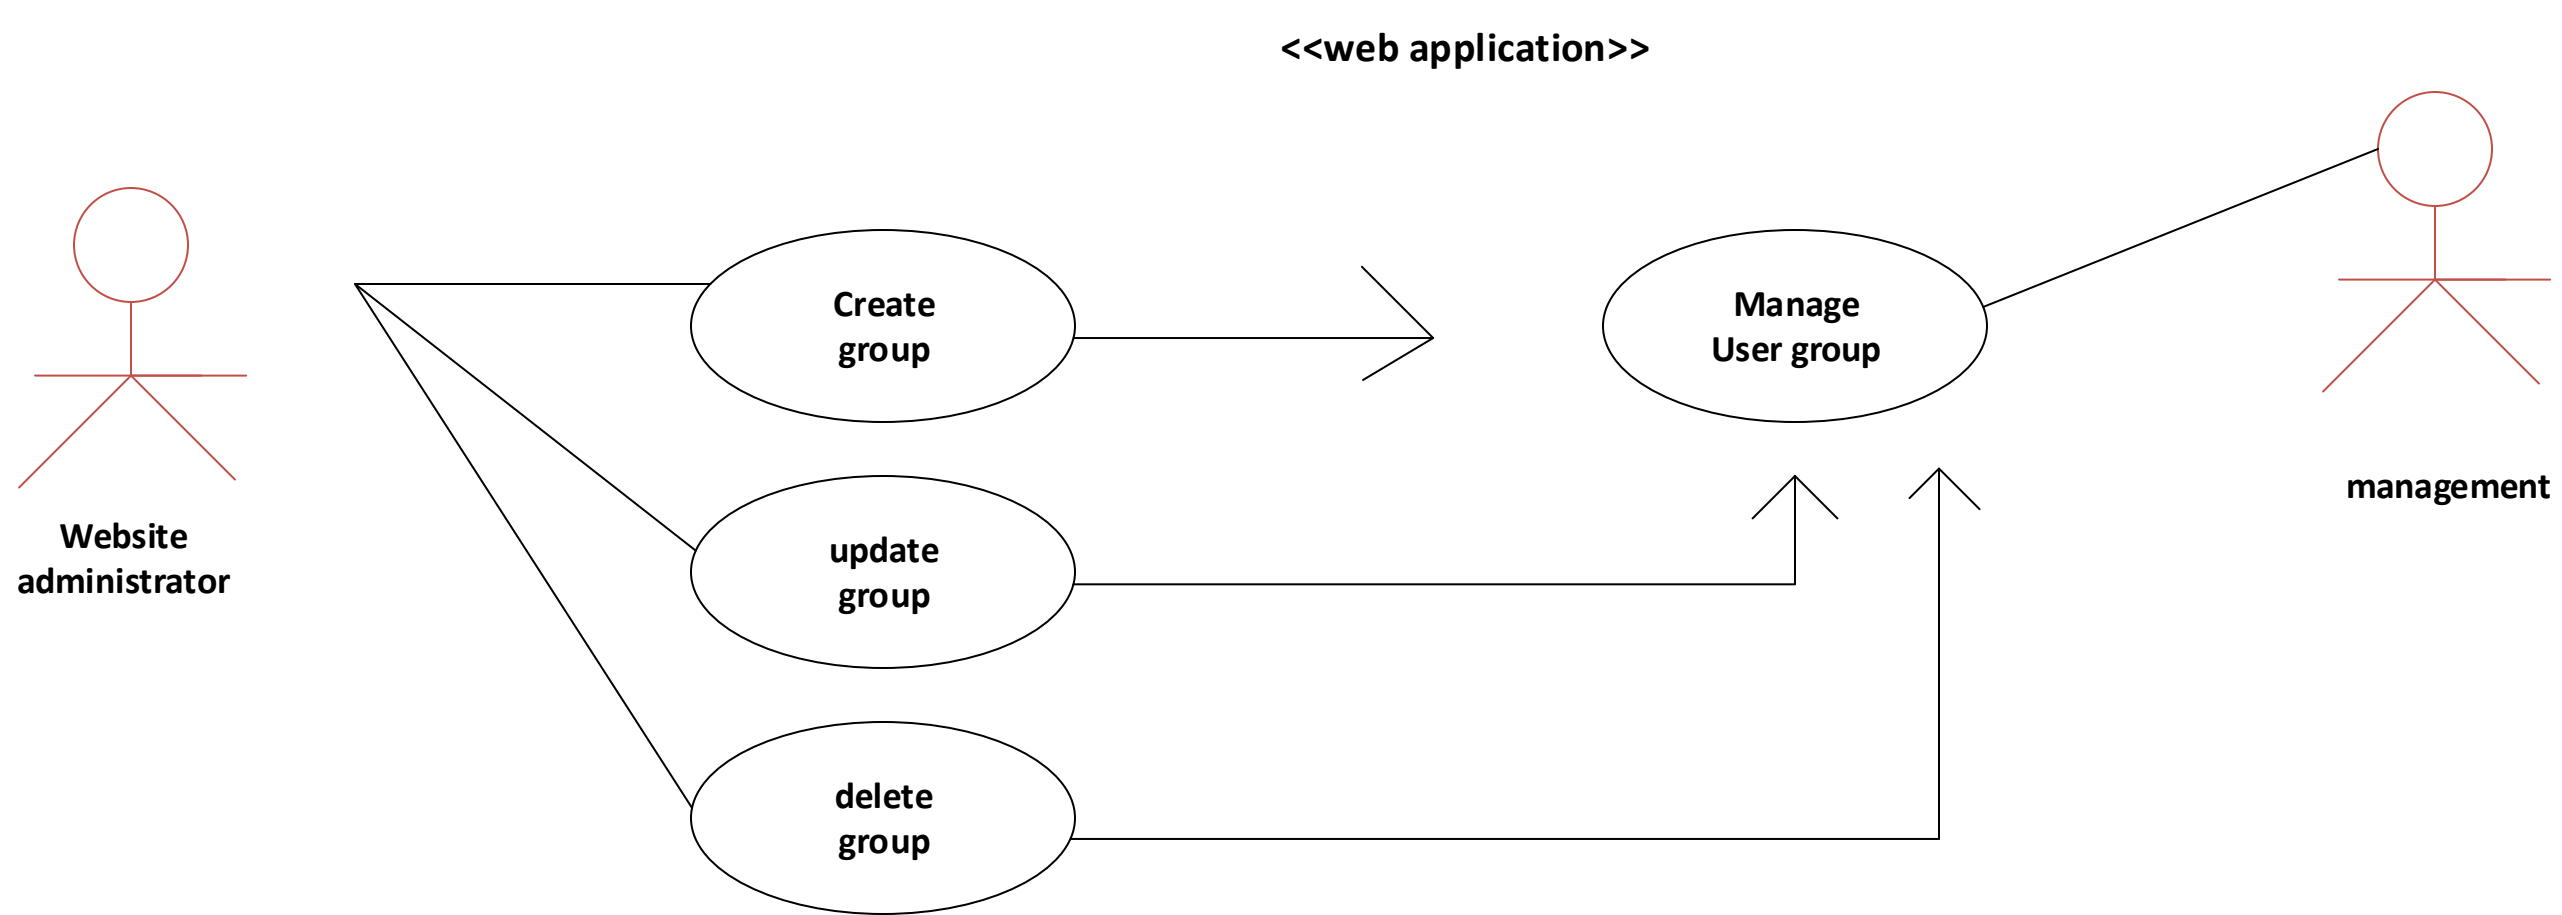 <<web application>>
Create
group
Manage
User group
management
Website
administrator
update
group
delete
group